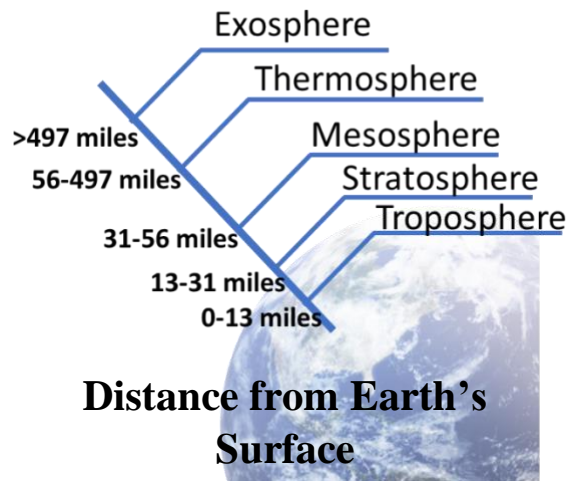 Exosphere
Thermosphere
>497 miles
Mesosphere
56-497 miles
Stratosphere
Troposphere
31-56 miles
13-31 miles
0-13 miles
Distance from Earth’s
Surface